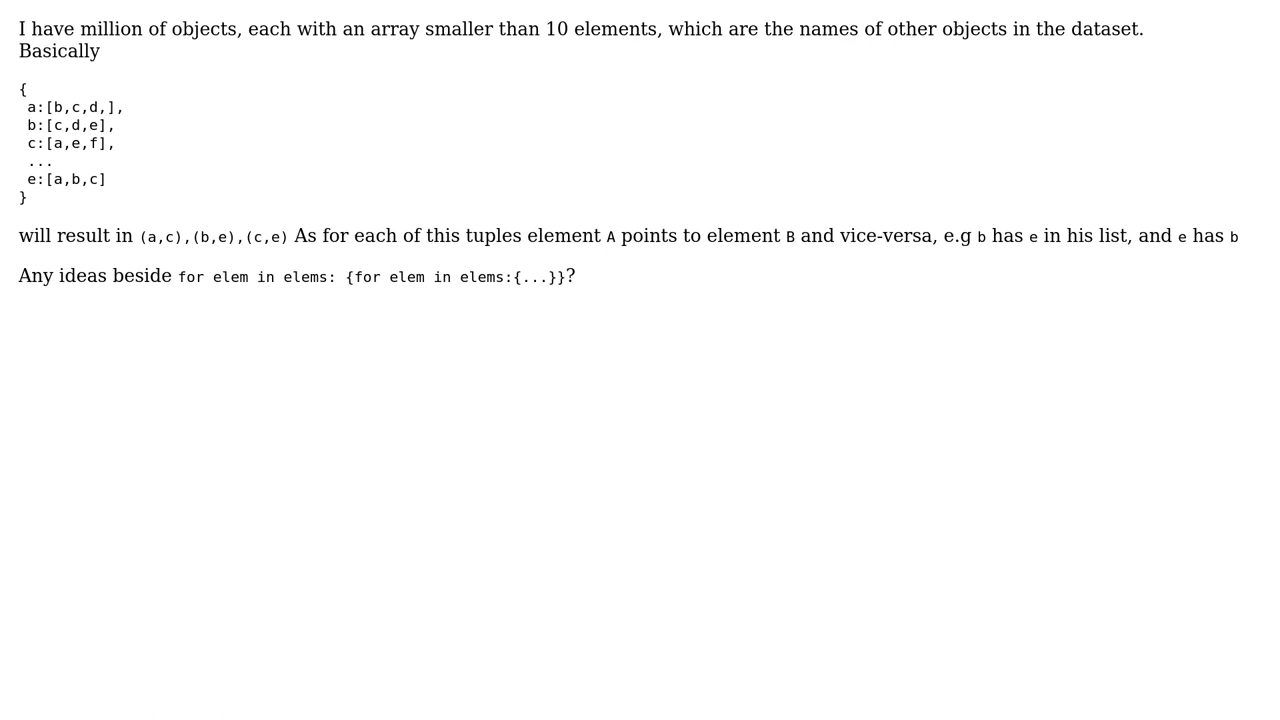 I have million of objects, each with an array smaller than 10 elements, which are the names of other objects in the dataset.
Basically
{
 a:[b,c,d,],
 b:[c,d,e],
 c:[a,e,f],
 ...
 e:[a,b,c]
}
will result in (a,c),(b,e),(c,e) As for each of this tuples element A points to element B and vice-versa, e.g b has e in his list, and e has b
Any ideas beside for elem in elems: {for elem in elems:{...}}?